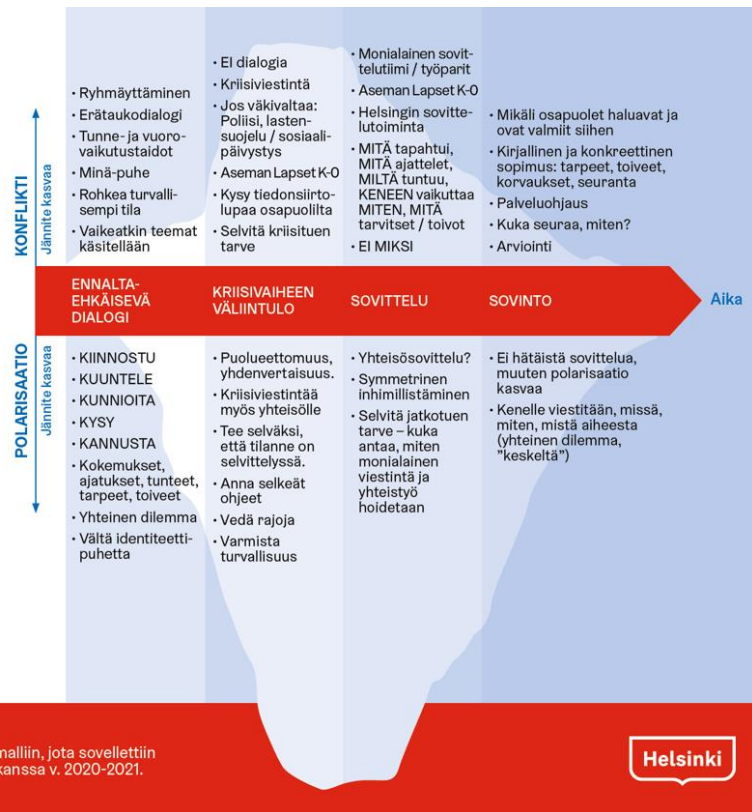 KONFLIKTI
Jännite kasvaa
• Ryhmäyttäminen
• Erätaukodialogi
• Tunne- ja vuoro-
vaikutustaidot
• Minä-puhe
• Rohkea turvalli-
sempi tila
• Vaikeatkin teemat
käsitellään
• EI dialogia
• Kriisiviestintä
• Jos väkivaltaa:
Poliisi, lasten-
suojelu / sosiaali-
päivystys
• Aseman Lapset K-0
• Kysy tiedonsiirto-
lupaa osapuolilta
• Selvitä kriisituen
tarve
• Monialainen sovit-
telutiimi / työparit
• Aseman Lapset K-0
• Helsingin sovitte-
lutoiminta
• MITÄ tapahtui,
MITÄ ajattelet,
MILTÄ tuntuu,
KENEEN vaikuttaa
MITEN, MITÄ
tarvitset / toivot
• EI MIKSI
• Mikäli osapuolet haluavat ja
ovat valmiit siihen
• Kirjallinen ja konkreettinen
sopimus: tarpeet, toiveet,
korvaukset, seuranta
• Palveluohjaus
• Kuka seuraa, miten?
• Arviointi
ENNALTA-
EHKÄISEVÄ
DIALOGI
KRIISIVAIHEEN
VÄLIINTULO
SOVITTELU
SOVINTO
Aika
POLARISAATIO
Jännite kasvaa
• KIINNOSTU
• KUUNTELE
• KUNNIOITA
• KYSY
• KANNUSTA
• Kokemukset,
ajatukset, tunteet,
tarpeet, toiveet
• Yhteinen dilemma
• Vältä identiteetti-
puhetta
• Puolueettomuus,
yhdenvertaisuus.
• Kriisiviestintää
myös yhteisölle
• Tee selväksi,
että tilanne on
selvittelyssä.
• Anna selkeät
ohjeet
• Vedä rajoja
• Varmista
turvallisuus
• Yhteisösovittelu?
• Symmetrinen
inhimillistäminen
• Selvitä jatkotuen
tarve – kuka
antaa, miten
monialainen
viestintä ja
yhteistyö
hoidetaan
• Ei hätäistä sovittelua,
muuten polarisaatio
kasvaa
• Kenelle viestitään, missä,
miten, mistä aiheesta
(yhteinen dilemma,
”keskeltä”)
malliin, jota sovellettiin
kanssa v. 2020-2021.
Helsinki